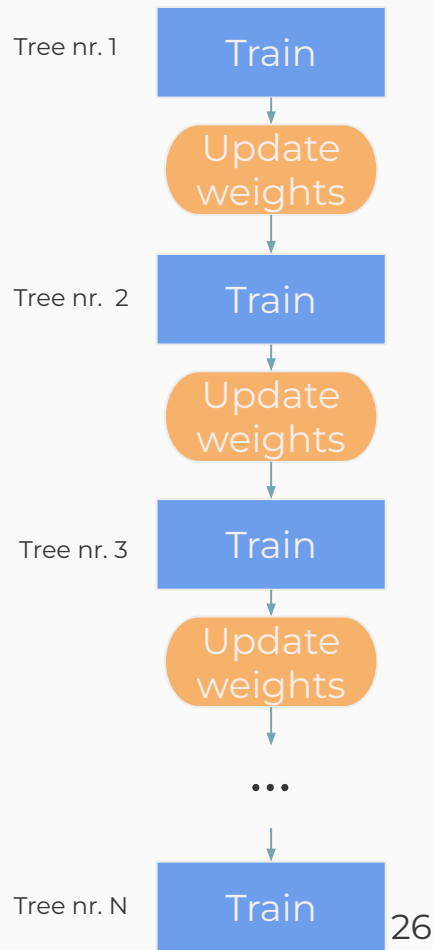 Tree nr. 1
Train
Update
weights
Tree nr. 2
Train
Update
weights
Tree nr. 3
Train
Update
weights
...
Tree nr. N
Train
26